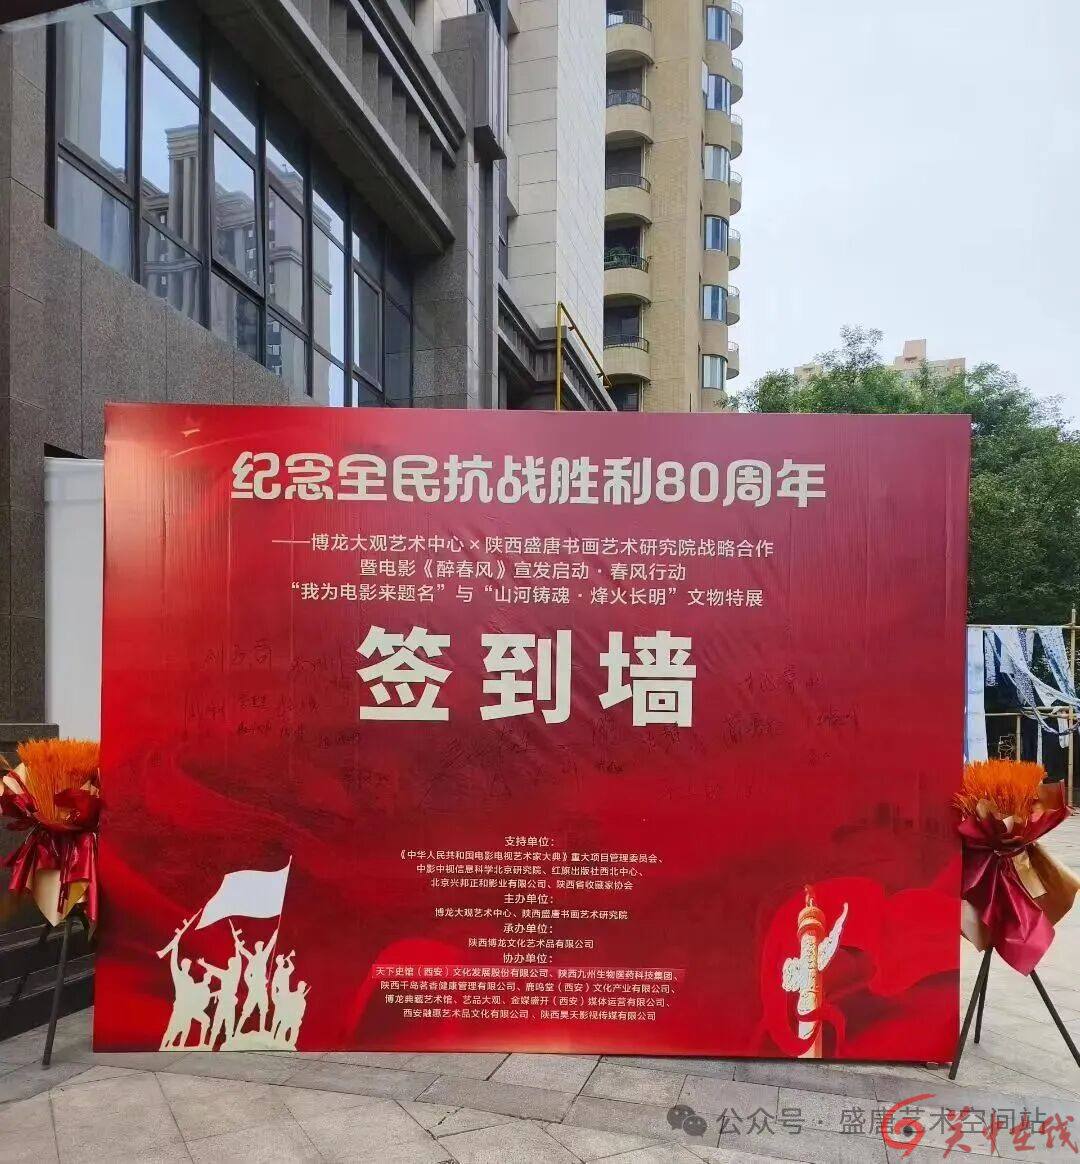 纪念全民抗战胜利80周年
——博龙大观艺术中心×陕西盛唐书画艺术研究院战略合作
暨电影《醉春风》宣发启动·春风行动
“我为电影来题名”与“山河铸魂·烽火长明”文物特展
签到墙
支持单位：
《中华人民共和国电影电视艺术家大典》重大项目管理委员会、
中影中视信息科学北京研究院、红旗出版社西北中心、
北京兴邦正和影业有限公司、陕西省收藏家协会
主办单位：
博龙大观艺术中心、陕西盛唐书画艺术研究院
承办单位：
陕西博龙文化艺术品有限公司
协办单位：
天下史馆（西安）文化发展股份有限公司、陕西九州生物医药科技集团、
陕西千岛茗香健康管理有限公司、鹿鸣堂（西安）文化产业有限公司、
博龙典藏艺术馆、艺品大观、金媒俯开（西安）媒体运营有限公司、
西安融惠艺术品文化有限公司、陕西昊天影视传媒有限公司
公众号·盛唐艺术空间站
关中在线